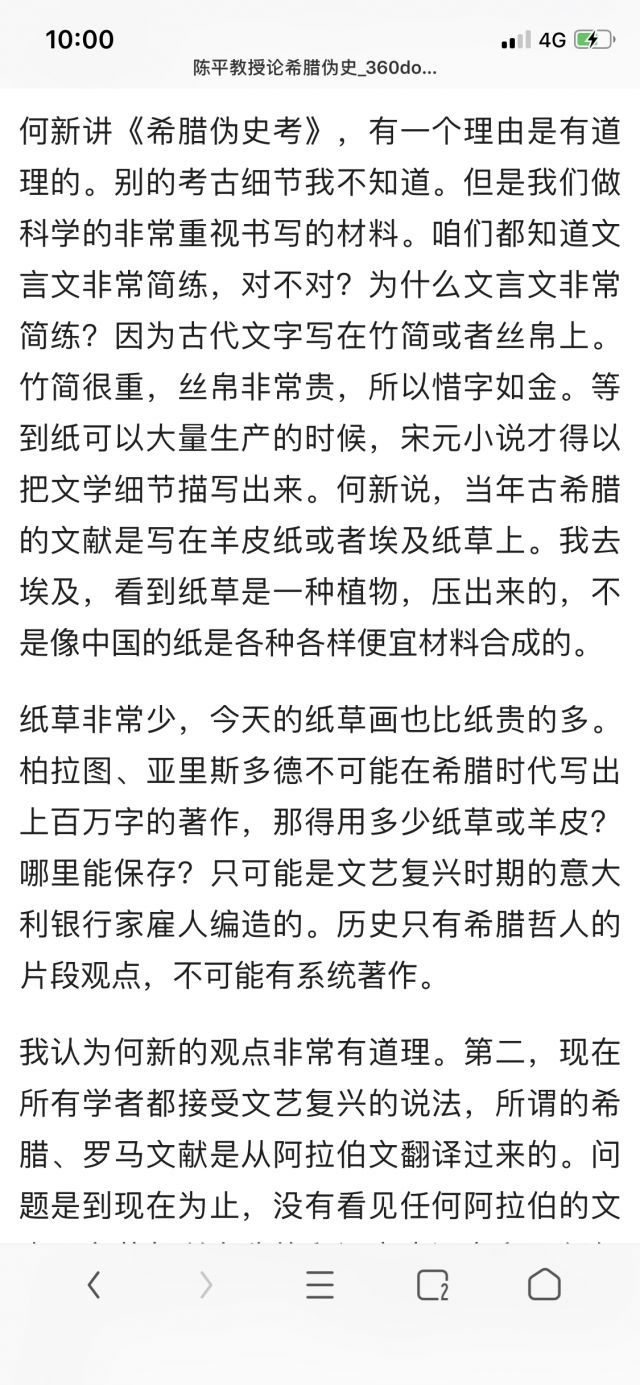 10:00
4G
陈平教授论希腊伪史_360do...
何新讲《希腊伪史考》，有一个理由是有道
理的。别的考古细节我不知道。但是我们做
科学的非常重视书写的材料。咱们都知道文
言文非常简练，对不对？为什么文言文非常
简练？因为古代文字写在竹简或者丝帛上。
竹简很重，丝帛非常贵，所以惜字如金。等
到纸可以大量生产的时候，宋元小说才得以
把文学细节描写出来。何新说，当年古希腊
的文献是写在羊皮纸或者埃及纸草上。我去
埃及，看到纸草是一种植物，压出来的，不
是像中国的纸是各种各样便宜材料合成的。
纸草非常少，今天的纸草画也比纸贵的多。
柏拉图、亚里斯多德不可能在希腊时代写出
上百万字的著作，那得用多少纸草或羊皮？
哪里能保存？只可能是文艺复兴时期的意大
利银行家雇人编造的。历史只有希腊哲人的
片段观点，不可能有系统著作。
我认为何新的观点非常有道理。第二，现在
所有学者都接受文艺复兴的说法，所谓的希
腊、罗马文献是从阿拉伯文翻译过来的。问
题是到现在为止，没有看见任何阿拉伯的文
2